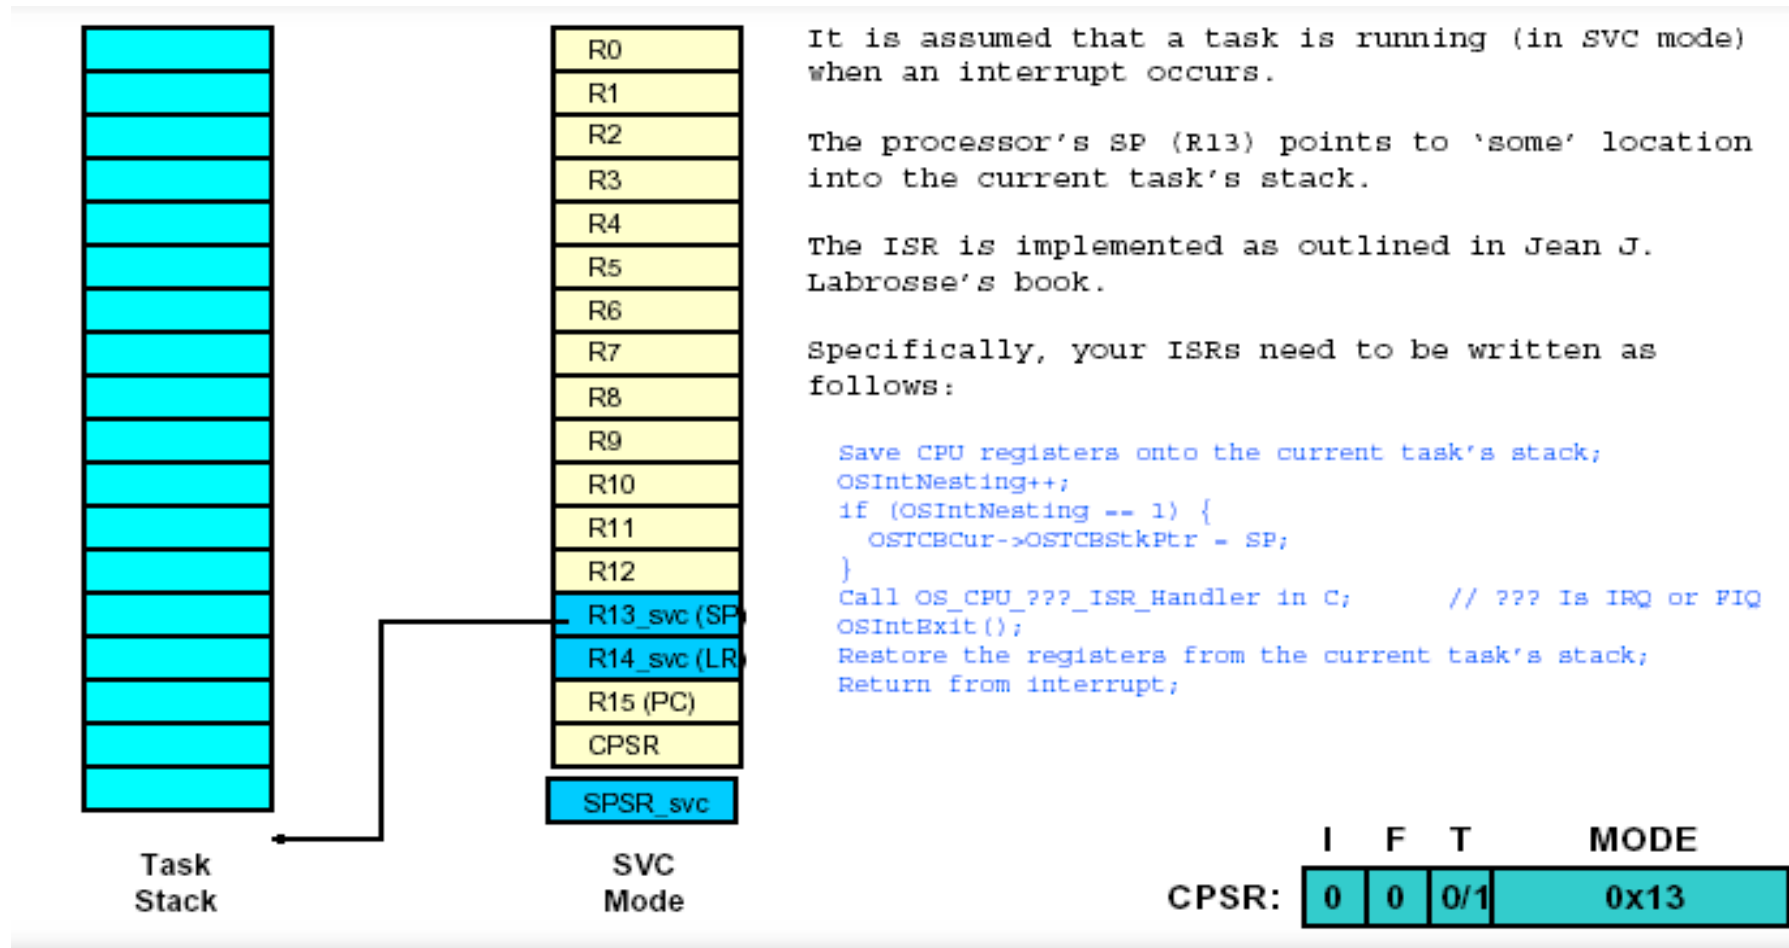 It is assumed that a task is running (in SVC mode)
when an interrupt occurs.
The processor's SP (R13) points to 'some' location
into the current task's stack.
The ISR is implemented as outlined in Jean J.
Labrosse's book.
Specifically, your ISRs need to be written as
follows:
Save CPU registers onto the current task's stack;
OSIntNesting++;
if (OSIntNesting == 1) {
OSTCBCur->OSTCBStkPtr = SP;
}
Call OS_CPU_???_ISR_Handler in C; // ??? Is IRQ or FIQ
OSIntExit();
Restore the registers from the current task's stack;
Return from interrupt;
R0
R1
R2
R3
R4
R5
R6
R7
R8
R9
R10
R11
R12
R13_svc (SP)
R14_svc (LR)
R15 (PC)
CPSR
SPSR_svc
Task
Stack
SVC
Mode
I F T MODE
CPSR: 0 0 0/1 0x13